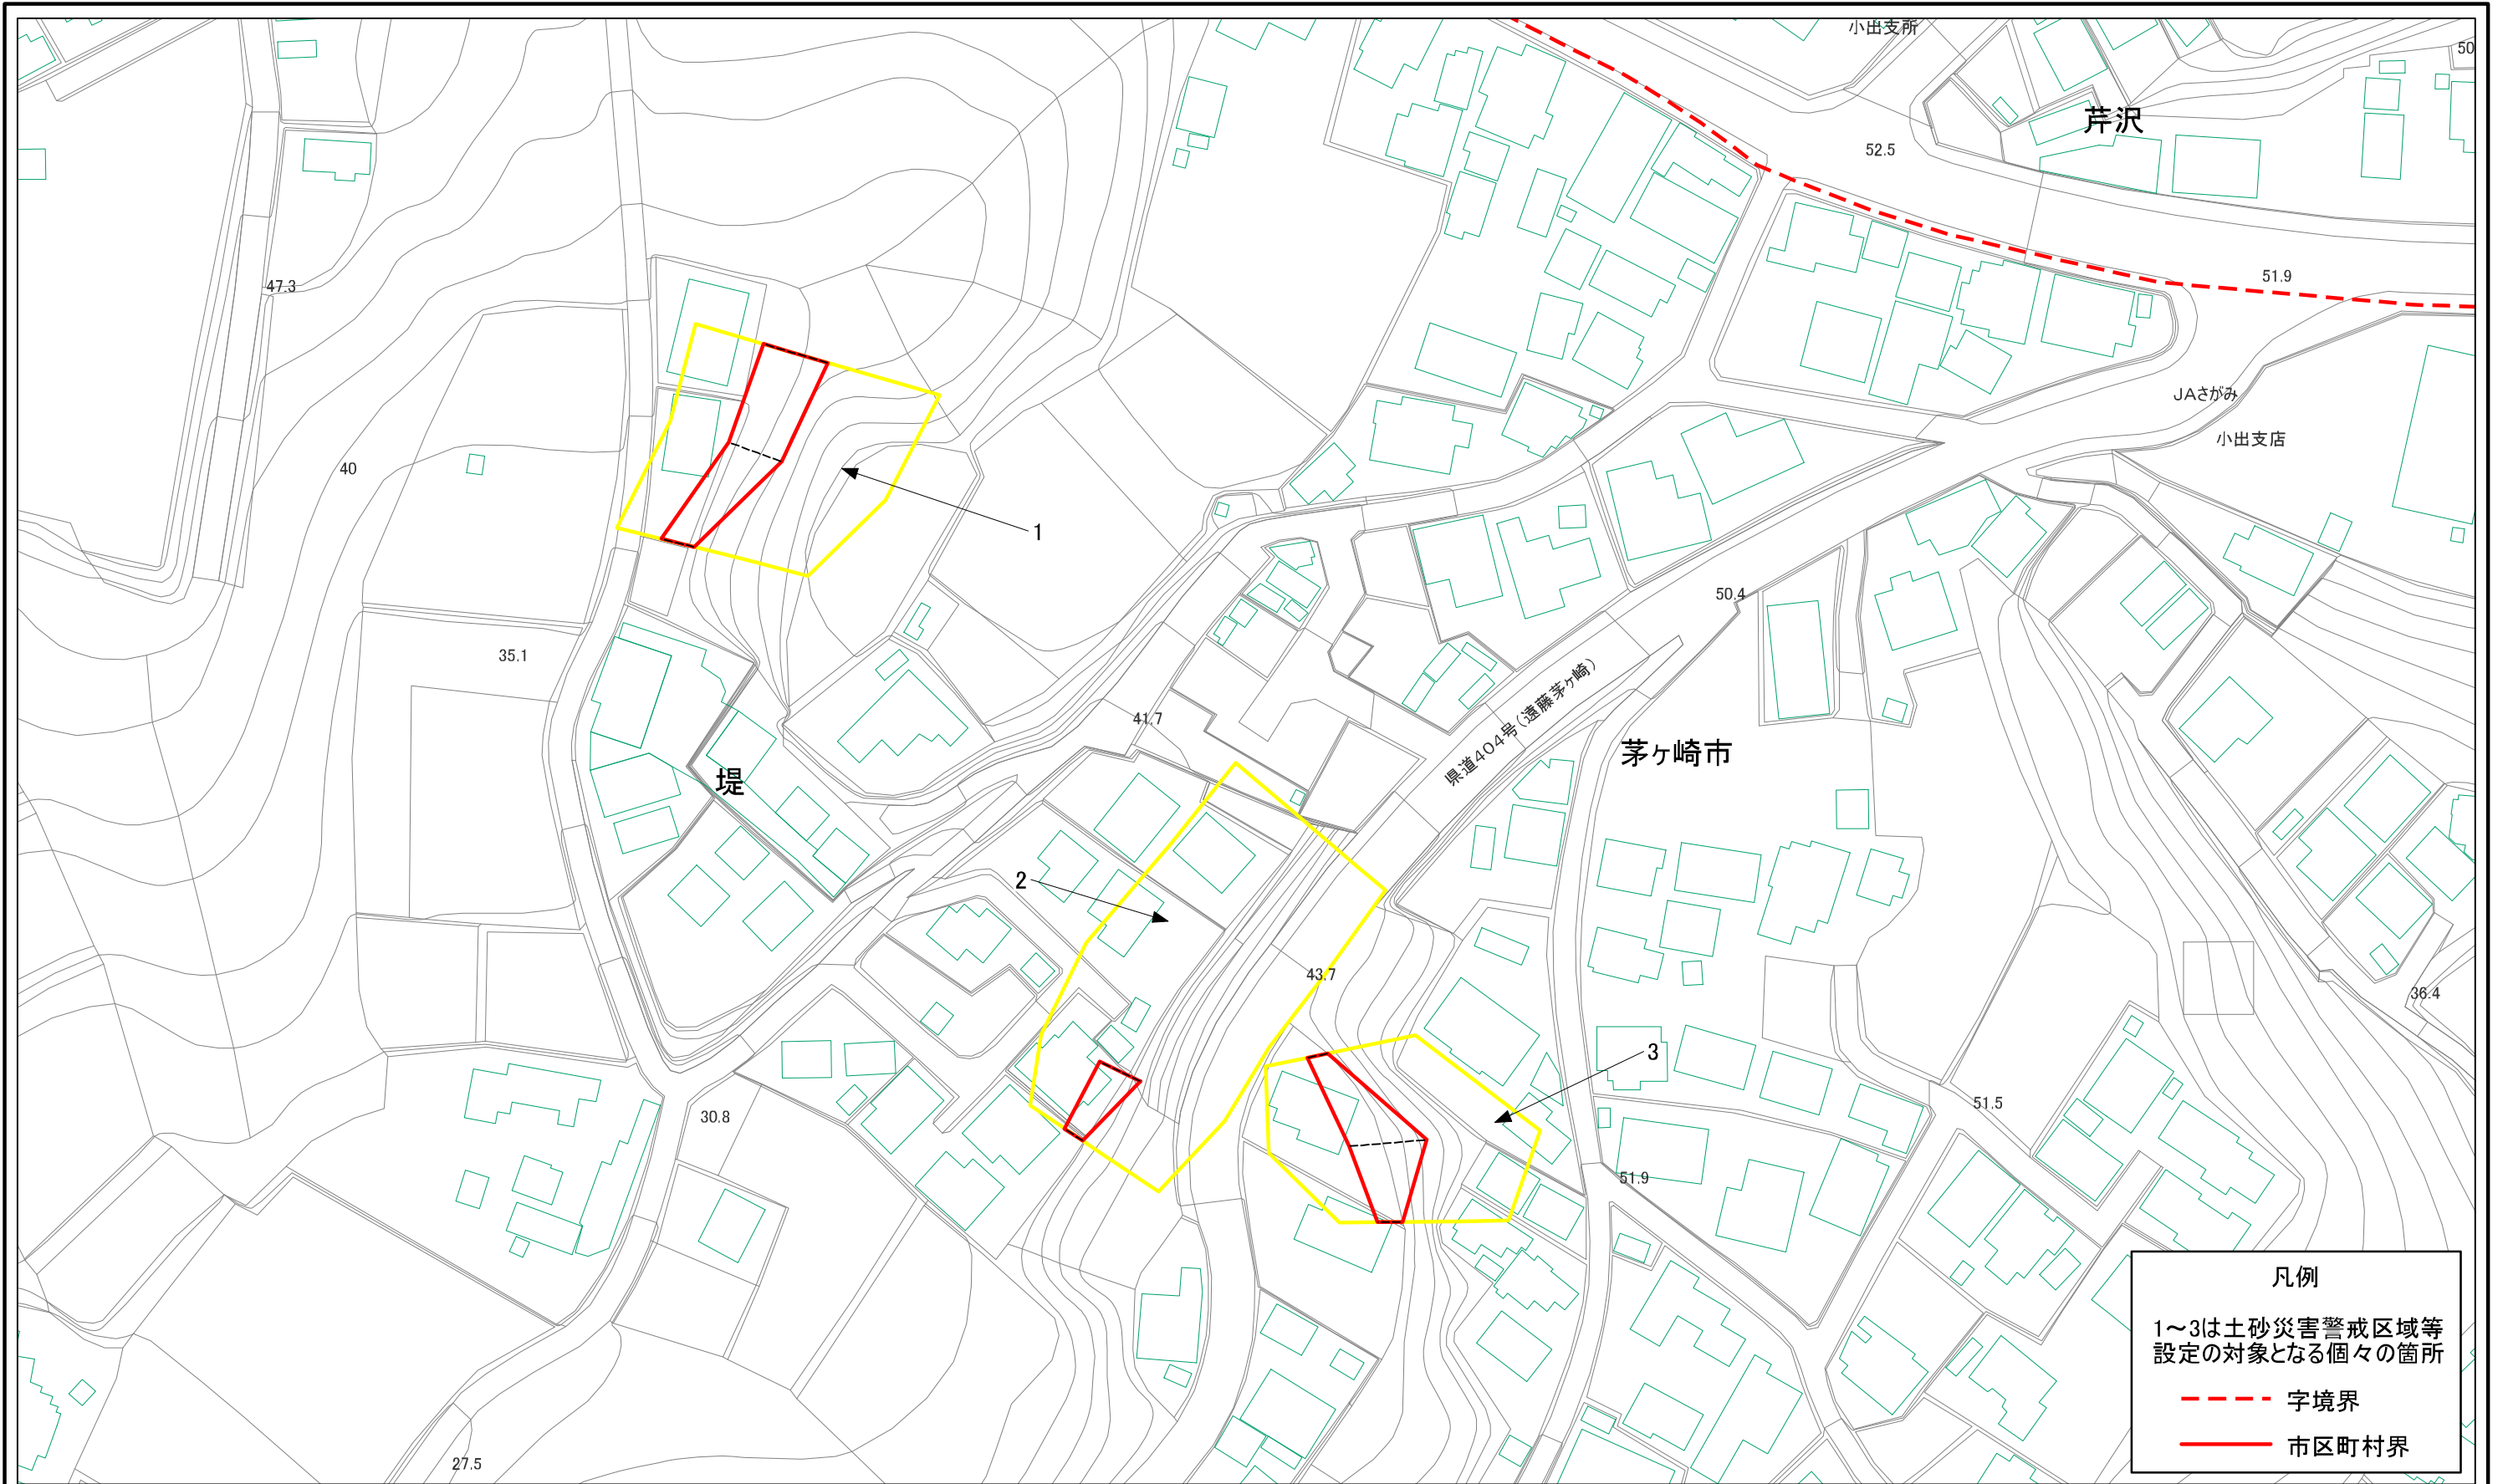 小出支所
50
芹沢
52.5
51.9
47.3
JAさがみ
小出支店
40
1
50.4
35.1
県道404号(遠藤茅ヶ崎)
41.7
茅ヶ崎市
堤
2
43.7
36.4
3
30.8
51.5
51.9
27.5
凡例
1～3は土砂災害警戒区域等
設定の対象となる個々の箇所
字境界
市区町村界